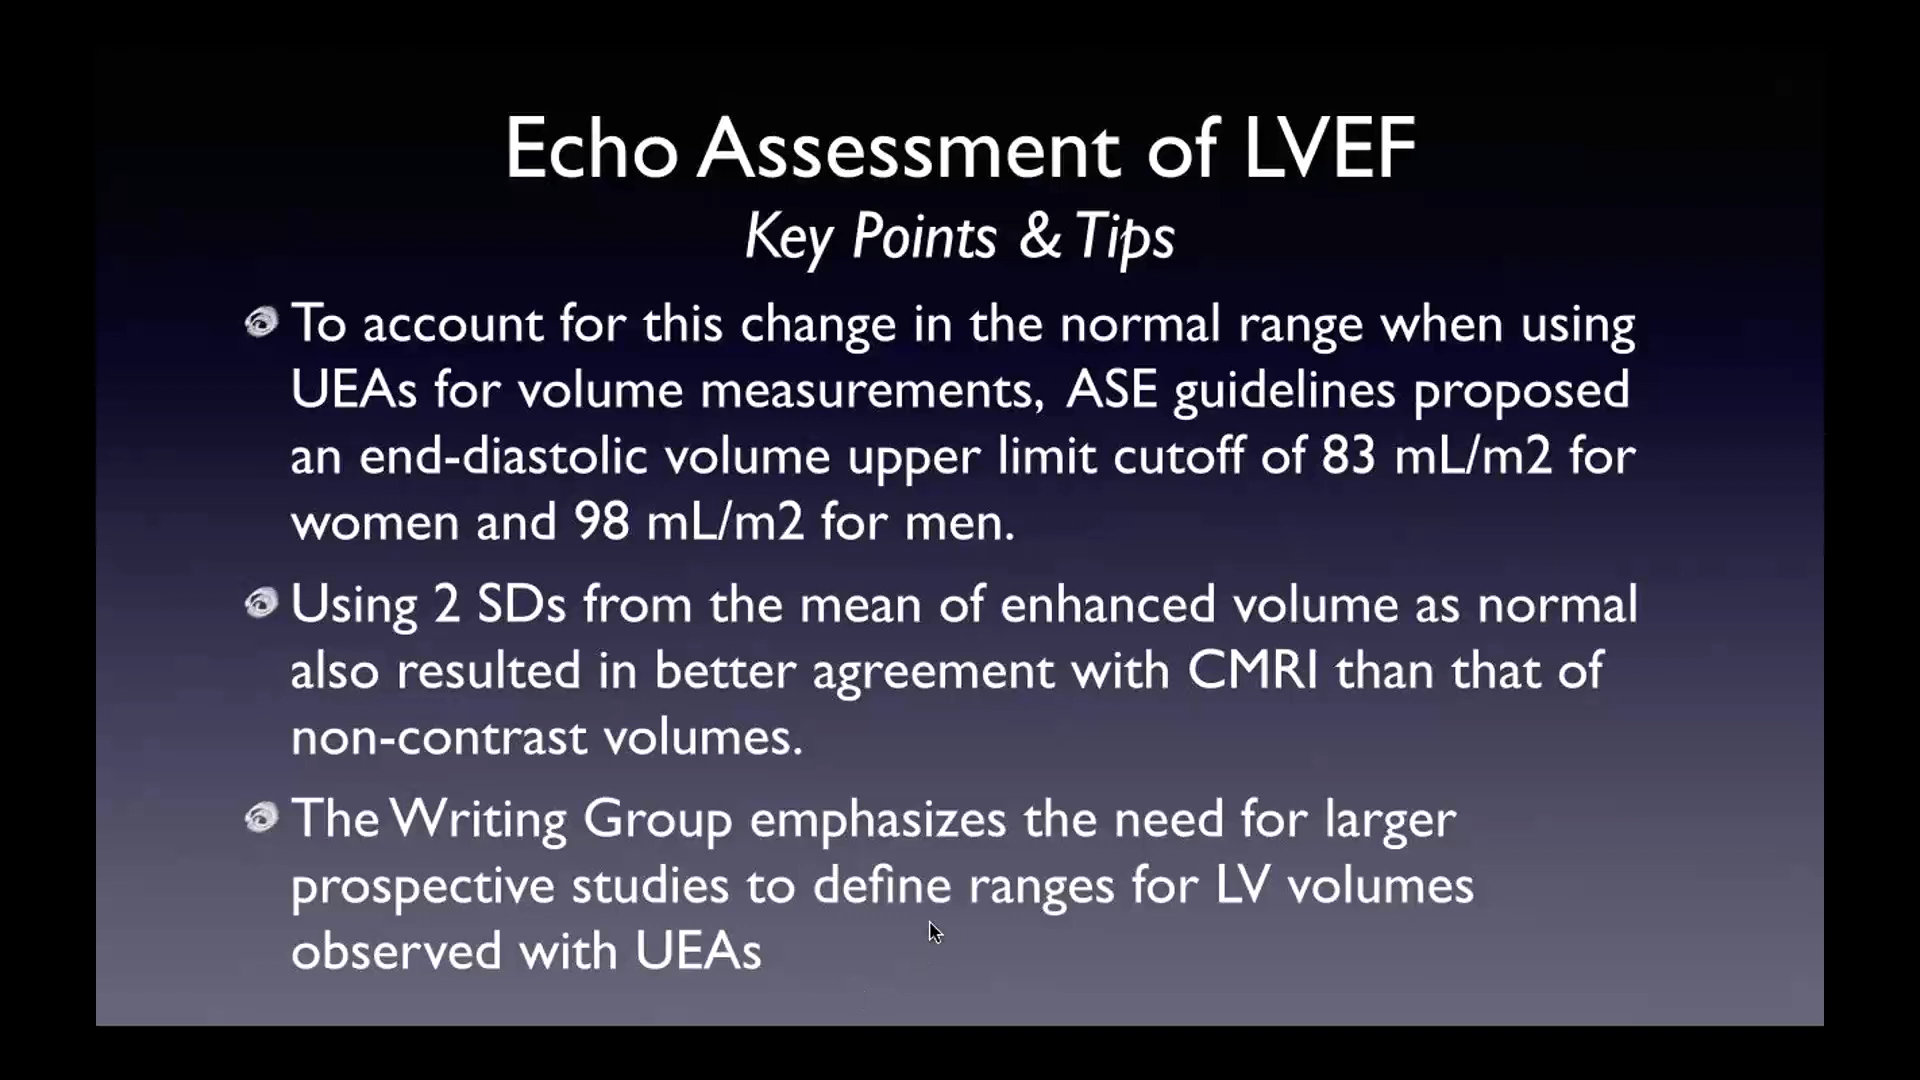 Echo Assessment of LVEF
Key Points & Tips
To account for this change in the normal range when using
UEAs for volume measurements, ASE guidelines proposed
an end-diastolic volume upper limit cutoff of 83 mL/m2 for
women and 98 mL/m2 for men.
Using 2 SDs from the mean of enhanced volume as normal
also resulted in better agreement with CMRI than that of
non-contrast volumes.
The Writing Group emphasizes the need for larger
prospective studies to define ranges for LV volumes
observed with UEAs